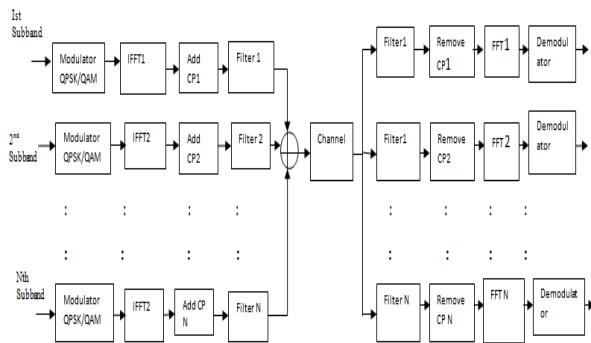 Ist
Subband
Modulator
QPSK/QAM
IFFT1
Add
CP1
Filter 1
Filter1
Remove
CP1
FFT1
Demodul
ator
2nd
Subband
Modulator
QPSK/QAM
IFFT2
Add
CP2
Filter 2
Channel
Filter1
Remove
CP2
FFT2
Demodul
ator
: : : : : : : :
: : : : : : : :
Nth
Subband
Modulator
QPSK/QAM
IFFT2
Add CP
N
Filter N
Filter N
Remove
CP N
FFT N
Demodulat
or